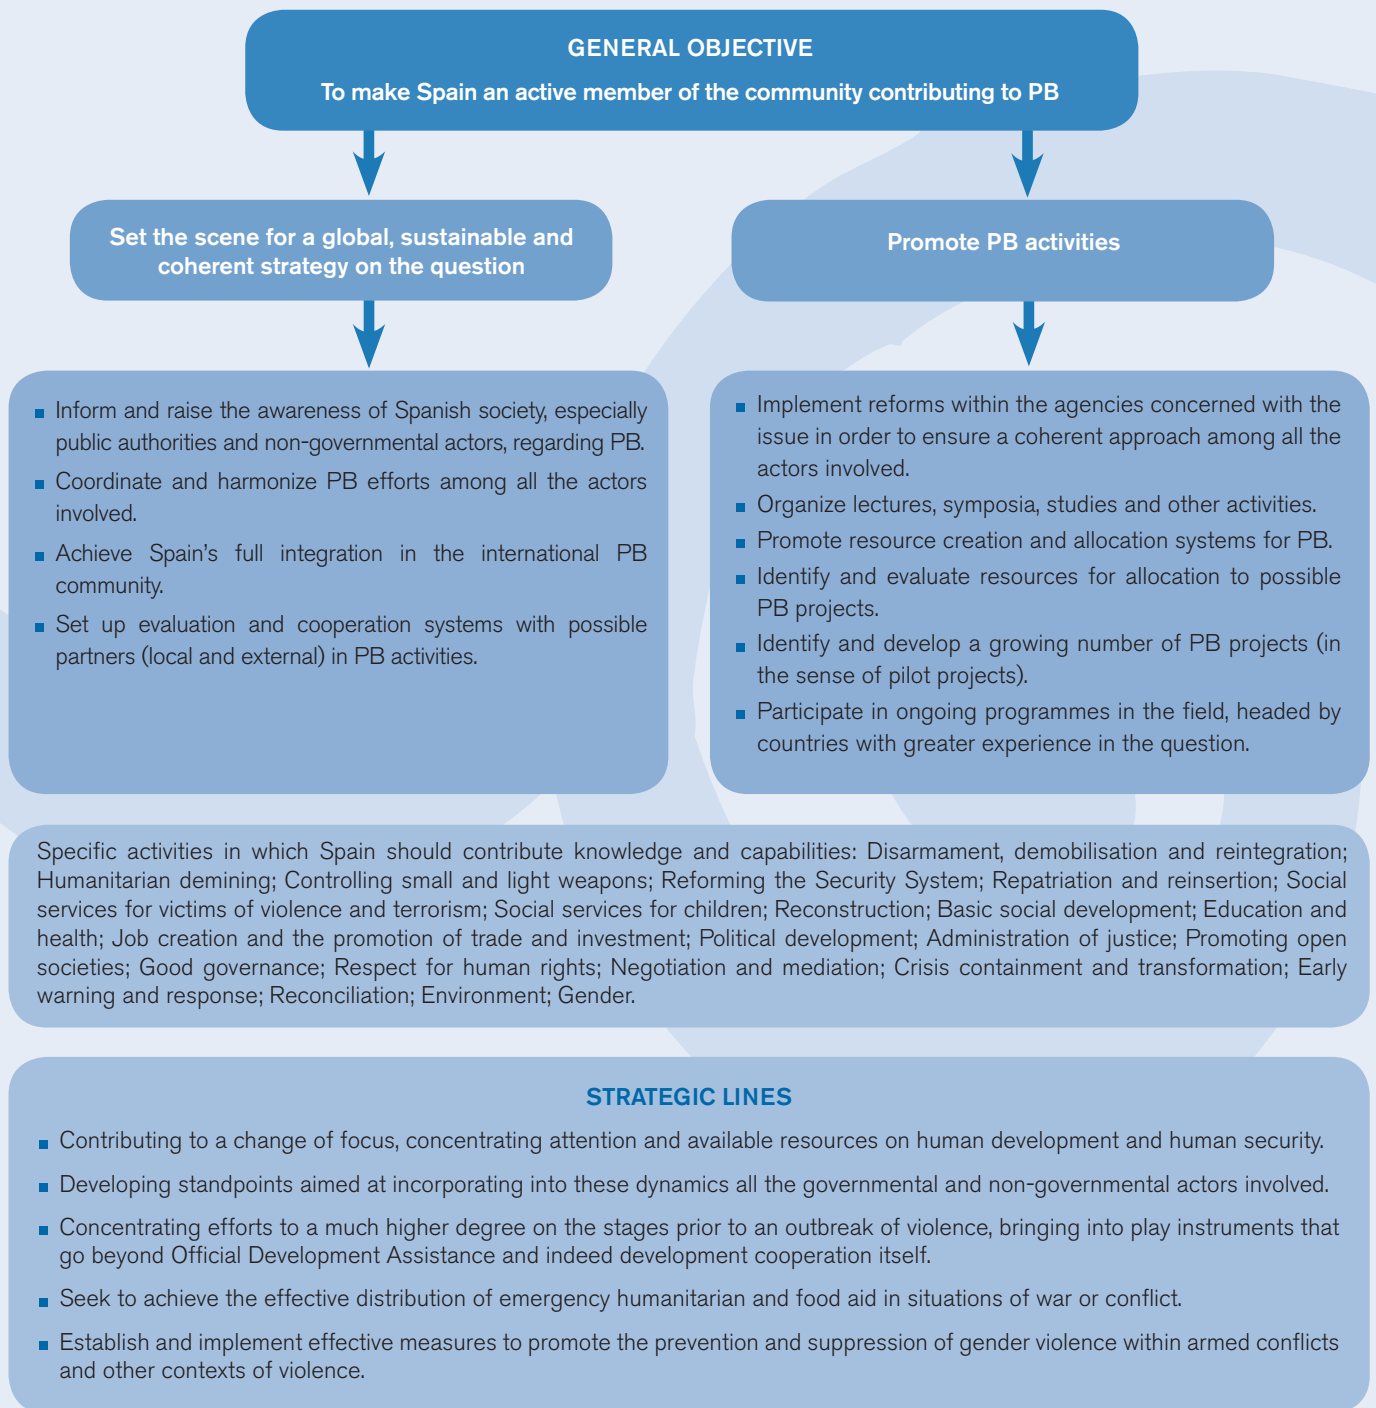 GENERAL OBJECTIVE
To make Spain an active member of the community contributing to PB
Set the scene for a global, sustainable and
coherent strategy on the question
Promote PB activities
Inform and raise the awareness of Spanish society, especially
public authorities and non-governmental actors, regarding PB.
Coordinate and harmonize PB efforts among all the actors
involved.
Achieve Spain's full integration in the international PB
community.
Set up evaluation and cooperation systems with possible
partners (local and external) in PB activities.
Implement reforms within the agencies concerned with the
issue in order to ensure a coherent approach among all the
actors involved.
Organize lectures, symposia, studies and other activities.
Promote resource creation and allocation systems for PB.
Identify and evaluate resources for allocation to possible
PB projects.
Identify and develop a growing number of PB projects (in
the sense of pilot projects).
Participate in ongoing programmes in the field, headed by
countries with greater experience in the question.
Specific activities in which Spain should contribute knowledge and capabilities: Disarmament, demobilisation and reintegration;
Humanitarian demining; Controlling small and light weapons; Reforming the Security System; Repatriation and reinsertion; Social
services for victims of violence and terrorism; Social services for children; Reconstruction; Basic social development; Education and
health; Job creation and the promotion of trade and investment; Political development; Administration of justice; Promoting open
societies; Good governance; Respect for human rights; Negotiation and mediation; Crisis containment and transformation; Early
warning and response; Reconciliation; Environment; Gender.
STRATEGIC LINES
Contributing to a change of focus, concentrating attention and available resources on human development and human security.
Developing standpoints aimed at incorporating into these dynamics all the governmental and non-governmental actors involved.
Concentrating efforts to a much higher degree on the stages prior to an outbreak of violence, bringing into play instruments that
go beyond Official Development Assistance and indeed development cooperation itself.
Seek to achieve the effective distribution of emergency humanitarian and food aid in situations of war or conflict.
Establish and implement effective measures to promote the prevention and suppression of gender violence within armed conflicts
and other contexts of violence.